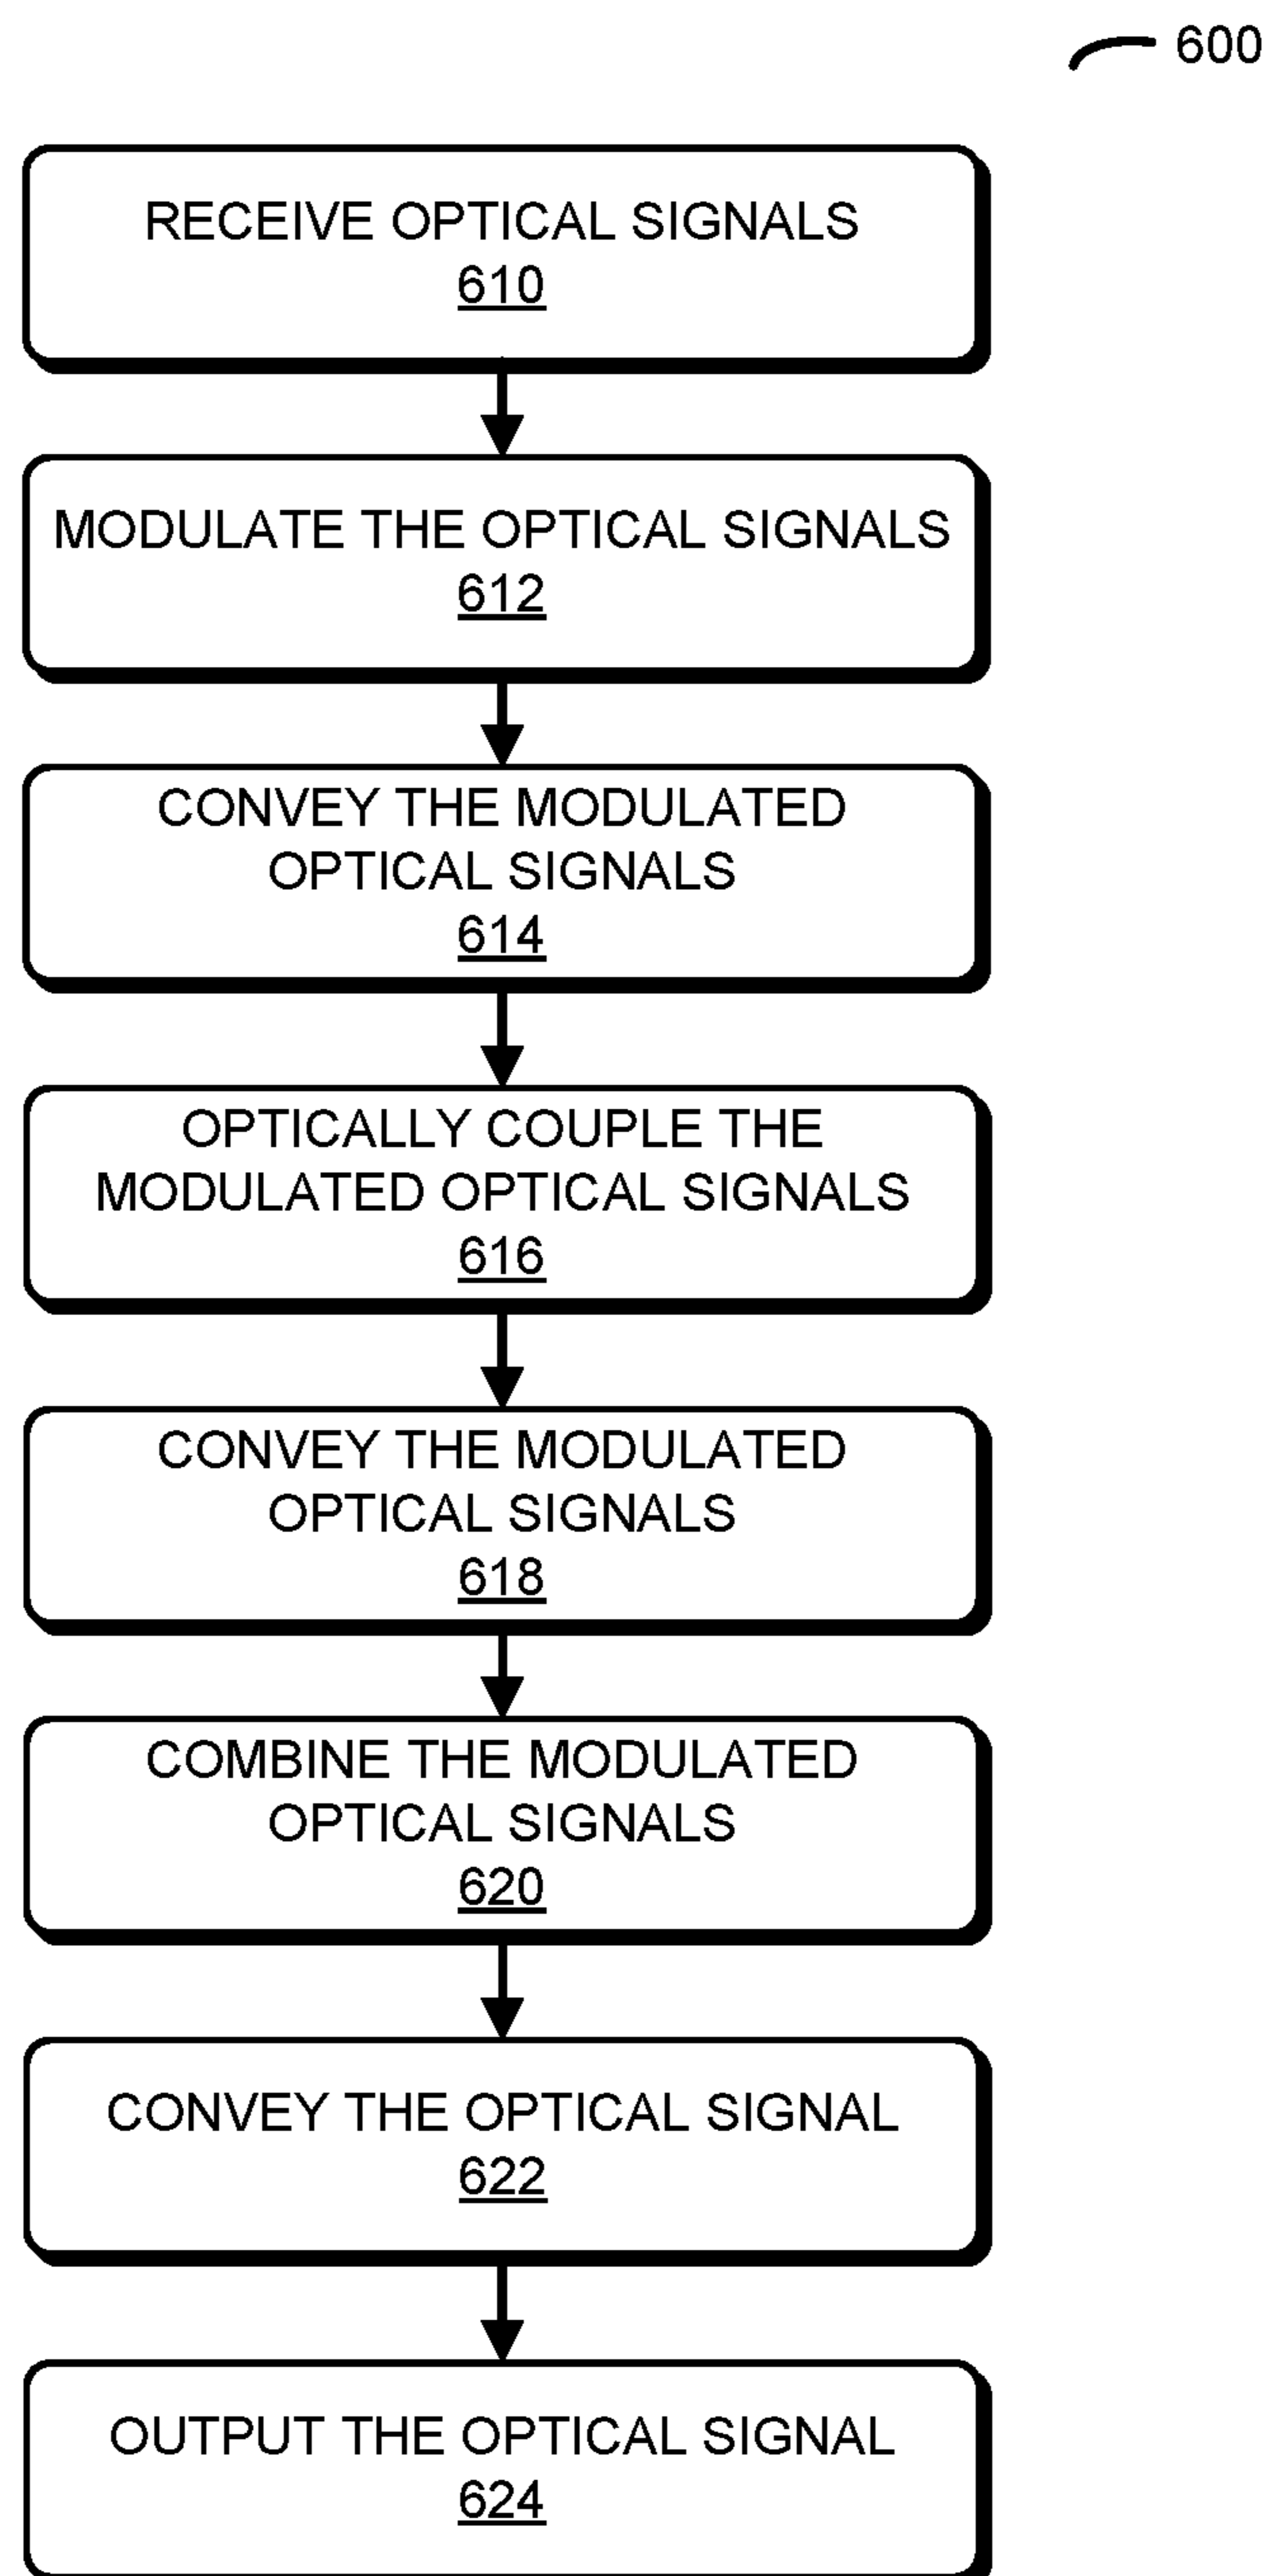 600
RECEIVE OPTICAL SIGNALS
610
MODULATE THE OPTICAL SIGNALS
612
CONVEY THE MODULATED
OPTICAL SIGNALS
614
OPTICALLY COUPLE THE
MODULATED OPTICAL SIGNALS
616
CONVEY THE MODULATED
OPTICAL SIGNALS
618
COMBINE THE MODULATED
OPTICAL SIGNALS
620
CONVEY THE OPTICAL SIGNAL
622
OUTPUT THE OPTICAL SIGNAL
624